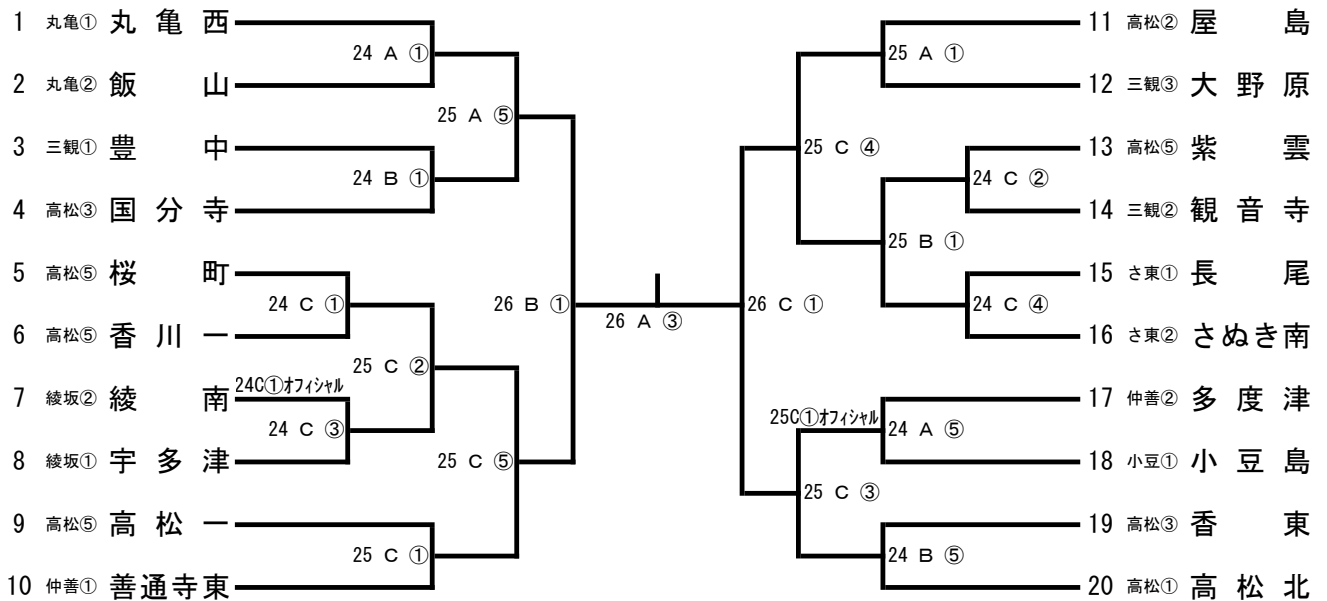 1 丸亀① 丸亀西
24 A ①
2 丸亀② 飯山
25 A ⑤
3 三観① 豊中
24 B ①
4 高松③ 国分寺
5 高松⑤ 桜町
24 C ①
6 高松⑤ 香川一
25 C ②
24C①オフィシャル
7 綾坂② 綾南
24 C ③
8 綾坂① 宇多津
25 C ⑤
9 高松⑤ 高松一
25 C ①
10 仲善① 善通寺東
26 B ①
26 A ③
26 C ①
11 高松② 屋島
25 A ①
12 三観③ 大野原
25 C ④
13 高松⑤ 紫雲
24 C ②
14 三観② 観音寺
25 B ①
15 さ東① 長尾
24 C ④
16 さ東② さぬき南
17 仲善② 多度津
25C①オフィシャル
24 A ⑤
18 小豆① 小豆島
25 C ③
19 高松③ 香東
24 B ⑤
20 高松① 高松北